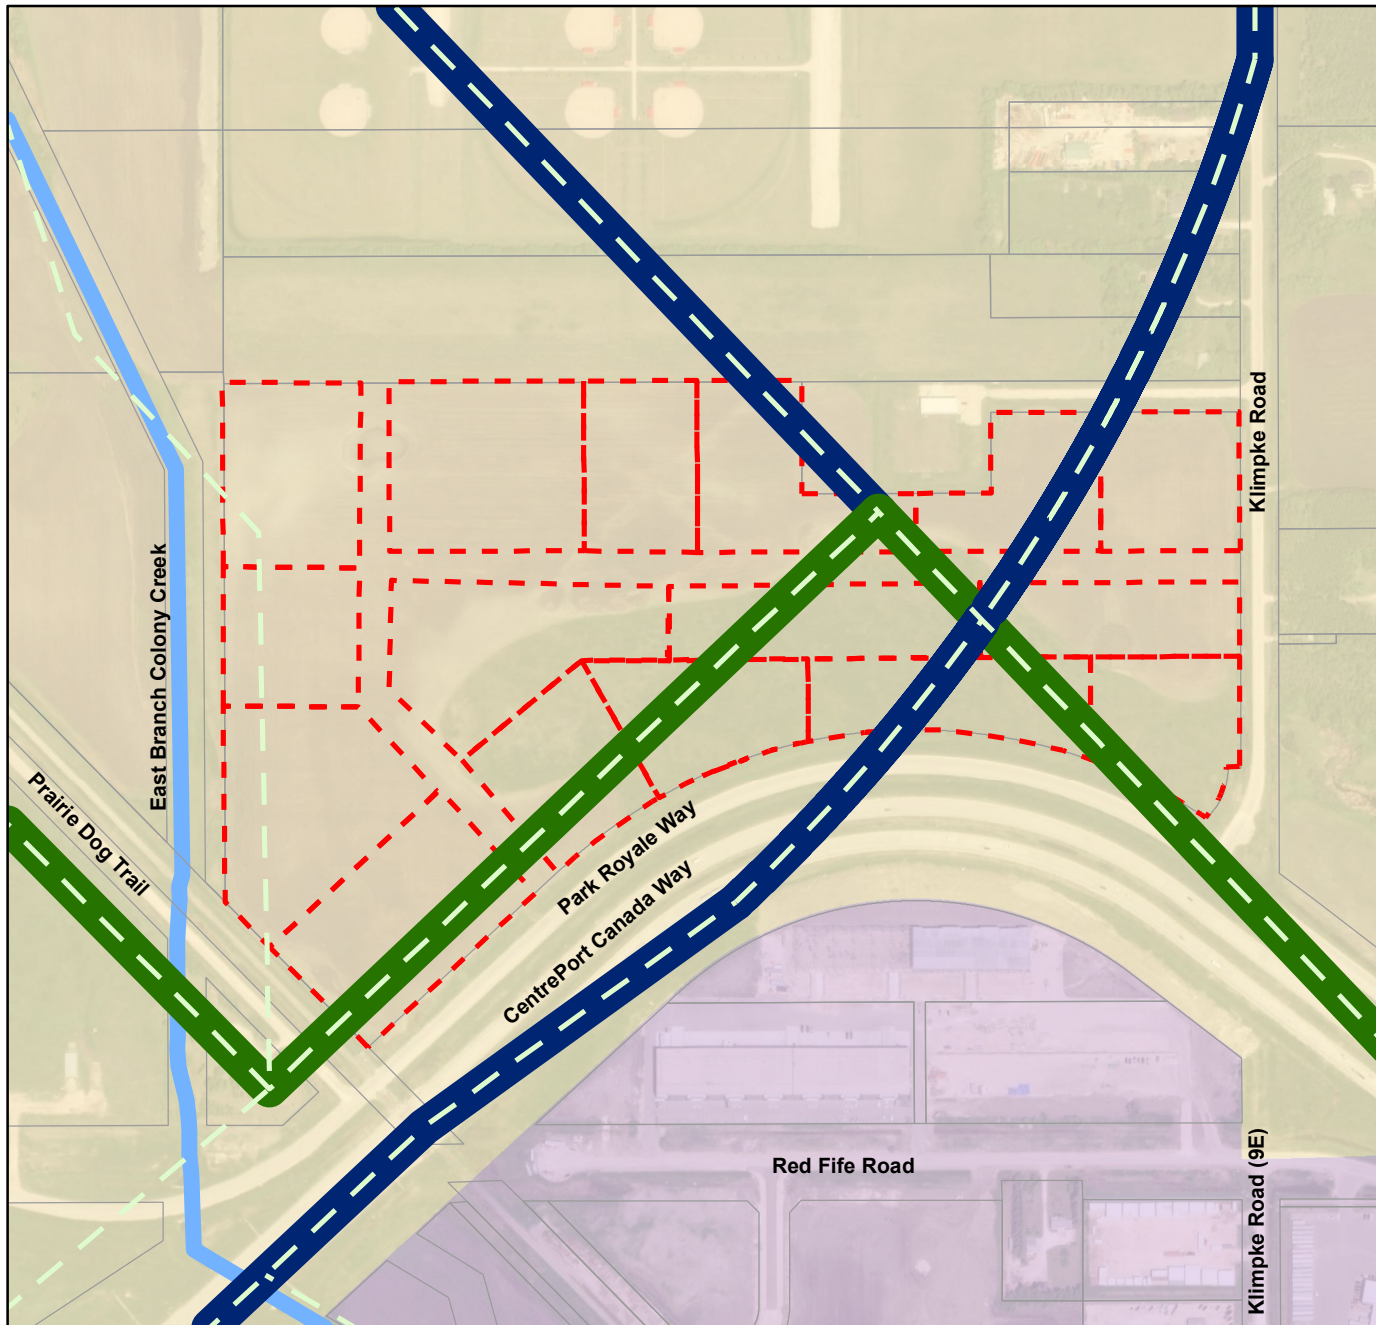 Klimpke Road
East Branch Colony Creek
Prairie Dog Trail
Park Royale Way
CentrePort Canada Way
Red Fife Road
Klimpke Road (9E)